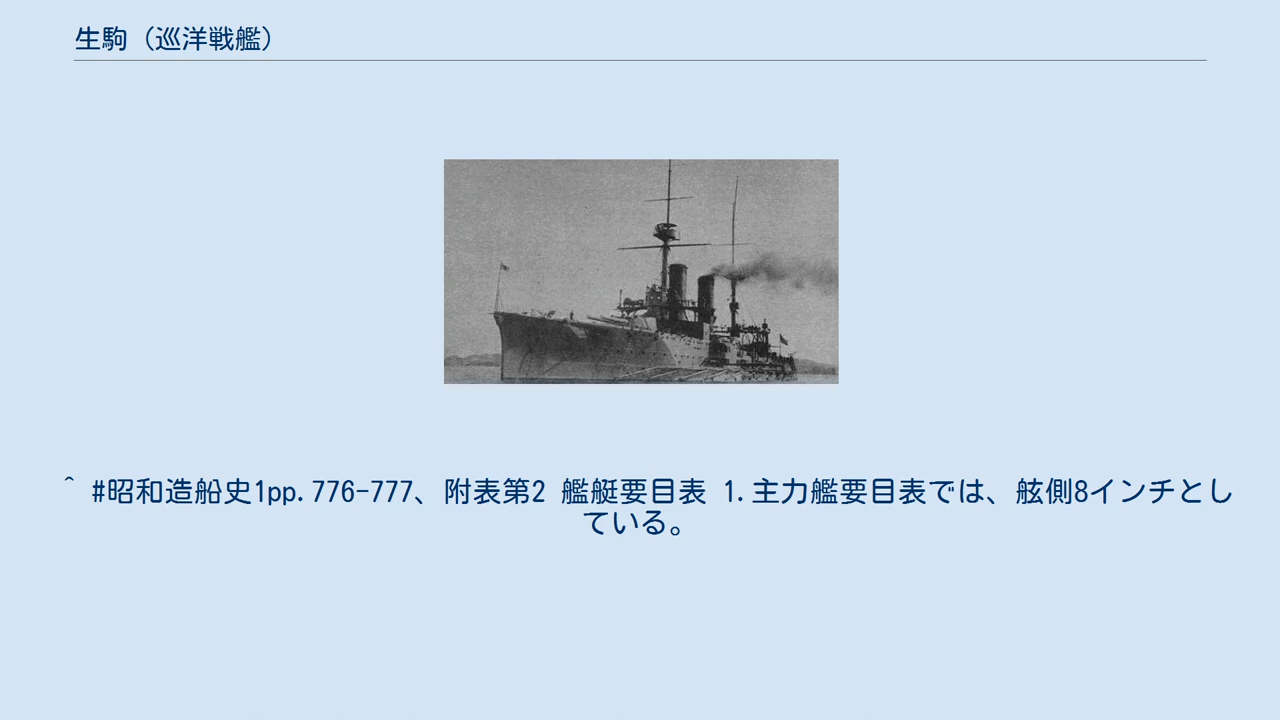 生駒（巡洋戦艦）
^ #昭和造船史1pp.776-777、附表第2 艦艇要目表 1.主力艦要目表では、舷側8インチとし
ている。